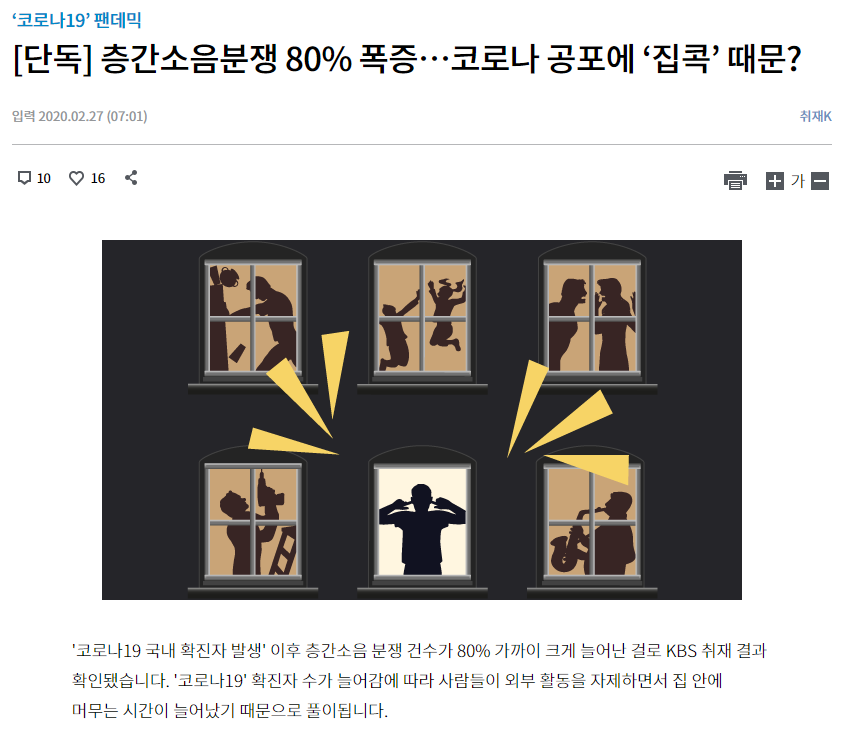 ‘코로나19’ 팬데믹
[단독] 층간소음분쟁 80% 폭증…코로나 공포에 ‘집콕’ 때문?
입력 2020.02.27 (07:01)
취재K
10
16
가
'코로나19 국내 확진자 발생' 이후 층간소음 분쟁 건수가 80% 가까이 크게 늘어난 걸로 KBS 취재 결과
확인됐습니다. '코로나19' 확진자 수가 늘어감에 따라 사람들이 외부 활동을 자제하면서 집 안에
머무는 시간이 늘어났기 때문으로 풀이됩니다.